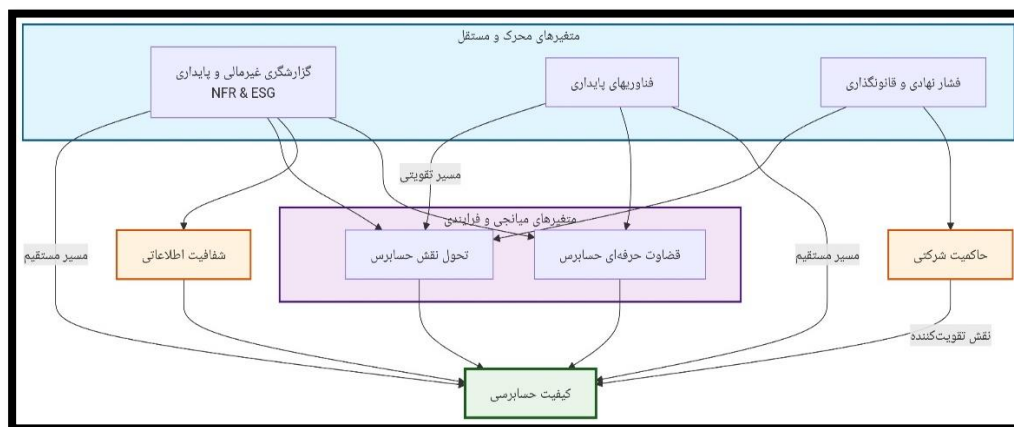 متغیرهای محرک و مستقل
فشار نهادی و قانونگذاری
فناوریهای پایداری
گزارشگری غیرمالی و پایداری
NFR & ESG
مسیر تقویتی
متغیرهای میانجی و فرایندی
حاکمیت شرکتی
مسیر مستقیم
قضاوت حرفه‌ای حسابرس
تحول نقش حسابرس
شفافیت اطلاعاتی
مسیر مستقیم
نقش تقویت‌کننده
کیفیت حسابرسی